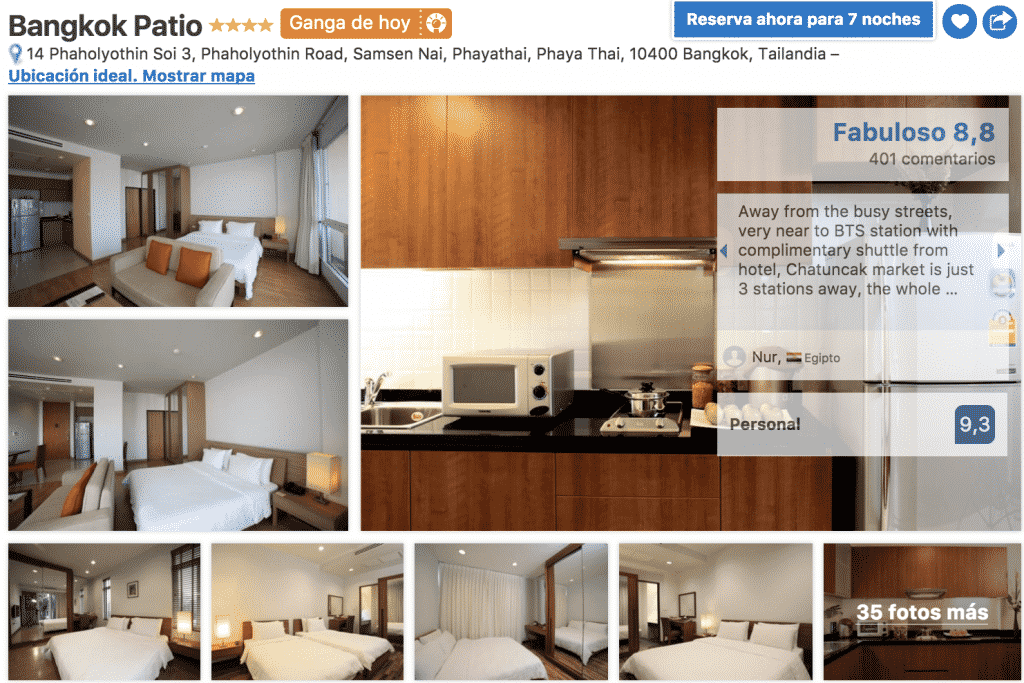 Bangkok Patio
Ganga de hoy
Reserva ahora para 7 noches
14 Phaholyothin Soi 3, Phaholyothin Road, Samsen Nai, Phayathai, Phaya Thai, 10400 Bangkok, Tailandia –
Ubicación ideal. Mostrar mapa
Fabuloso 8,8
401 comentarios
Away from the busy streets,
very near to BTS station with
complimentary shuttle from
hotel, Chatuncak market is just
3 stations away, the whole ...
Nur, Egipto
Personal
9,3
35 fotos más